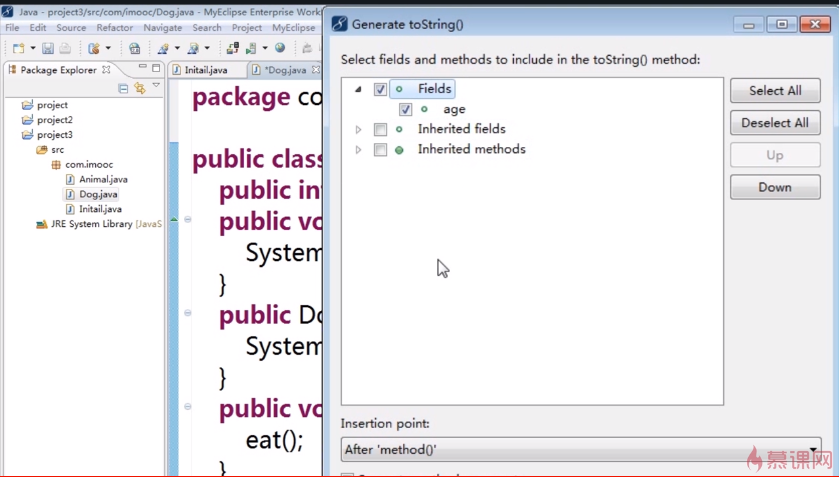 Java - project3/src/com/imooc/Dog.java - MyEclipse Enterprise Workl
File Edit Source Refactor Navigate Search Project MyEclipse
Package Explorer
project
project2
project3
src
com.imooc
Animal.java
Dog.java
Initail.java
JRE System Library [JavaS
Initail.java *Dog.java
package co
public class
public in
public vo
System
}
public Do
System
}
public vo
eat();
}
Generate toString()
Select fields and methods to include in the toString() method:
Fields
age
Inherited fields
Inherited methods
Select All
Deselect All
Up
Down
Insertion point:
After 'method()'
慕课网